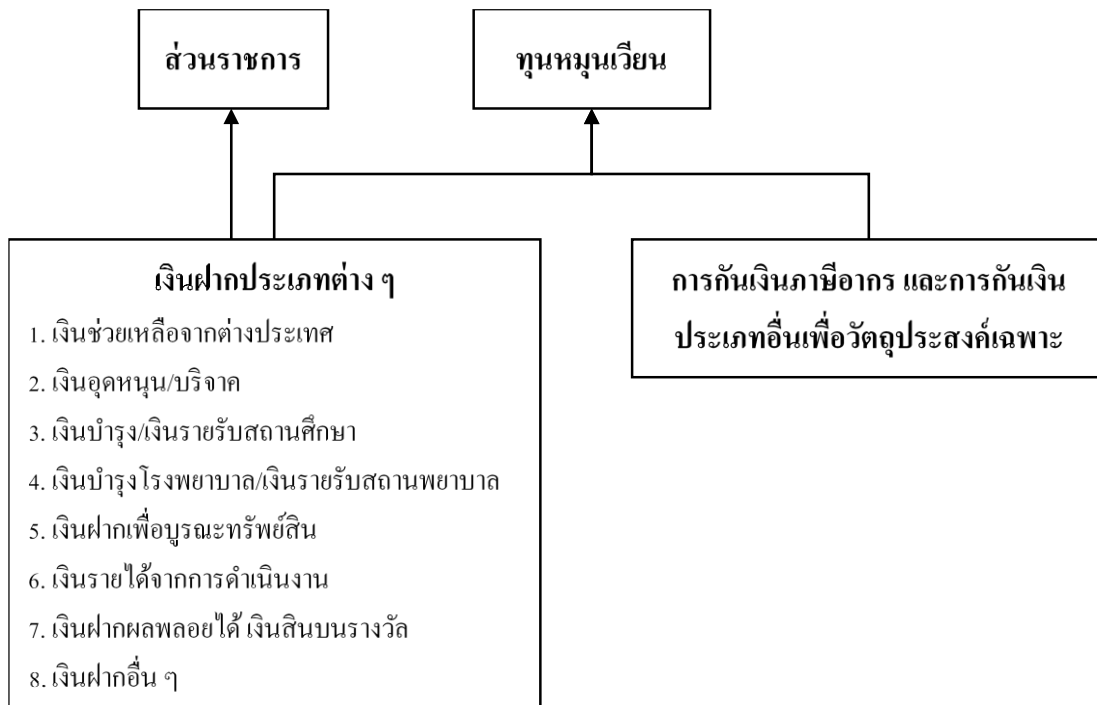 ส่วนราชการ
ทุนหมุนเวียน
เงินฝากประเภทต่าง ๆ
1. เงินช่วยเหลือจากต่างประเทศ
2. เงินอุดหนุน/บริจาค
3. เงินบำรุง/เงินรายรับสถานศึกษา
4. เงินบำรุงโรงพยาบาล/เงินรายรับสถานพยาบาล
5. เงินฝากเพื่อบูรณะทรัพย์สิน
6. เงินรายได้จากการดำเนินงาน
7. เงินฝากผลพลอยได้ เงินสินบนรางวัล
8. เงินฝากอื่น ๆ
การกันเงินภาษีอากร และการกันเงิน
ประเภทอื่นเพื่อวัตถุประสงค์เฉพาะ